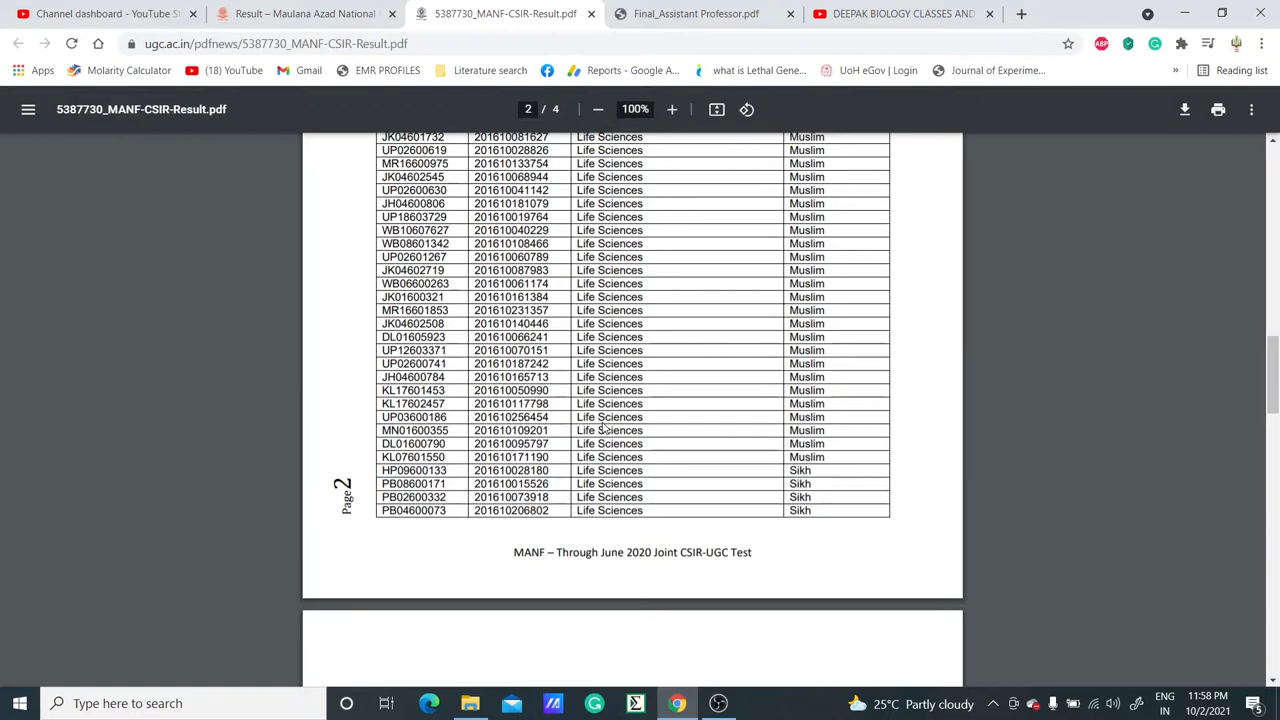 Channel dashboard - YouTube St
Result – Maulana Azad National F
5387730_MANF-CSIR-Result.pdf
Final_Assistant Professor.pdf
DEEPAK BIOLOGY CLASSES AND
ugc.ac.in/pdfnews/5387730_MANF-CSIR-Result.pdf
ABP
Apps
Molarity Calculator
(18) YouTube
Gmail
EMR PROFILES
Literature search
Reports - Google A...
what is Lethal Gene...
UoH eGov | Login
Journal of Experime...
»
Reading list
5387730_MANF-CSIR-Result.pdf
2 / 4
100%
JK04601732 201610081627 Life Sciences Muslim
UP02600619 201610028826 Life Sciences Muslim
MR16600975 201610133754 Life Sciences Muslim
JK04602545 201610068944 Life Sciences Muslim
UP02600630 201610041142 Life Sciences Muslim
JH04600806 201610181079 Life Sciences Muslim
UP18603729 201610019764 Life Sciences Muslim
WB10607627 201610040229 Life Sciences Muslim
WB08601342 201610108466 Life Sciences Muslim
UP02601267 201610060789 Life Sciences Muslim
JK04602719 201610087983 Life Sciences Muslim
WB06600263 201610061174 Life Sciences Muslim
JK01600321 201610161384 Life Sciences Muslim
MR16601853 201610231357 Life Sciences Muslim
JK04602508 201610140446 Life Sciences Muslim
DL01605923 201610066241 Life Sciences Muslim
UP12603371 201610070151 Life Sciences Muslim
UP02600741 201610187242 Life Sciences Muslim
JH04600784 201610165713 Life Sciences Muslim
KL17601453 201610050990 Life Sciences Muslim
KL17602457 201610117798 Life Sciences Muslim
UP03600186 201610256454 Life Sciences Muslim
MN01600355 201610109201 Life Sciences Muslim
DL01600790 201610095797 Life Sciences Muslim
KL07601550 201610171190 Life Sciences Muslim
HP09600133 201610028180 Life Sciences Sikh
PB08600171 201610015526 Life Sciences Sikh
PB02600332 201610073918 Life Sciences Sikh
PB04600073 201610206802 Life Sciences Sikh
Page2
MANF – Through June 2020 Joint CSIR-UGC Test
Type here to search
25°C Partly cloudy
ENG
IN
11:58 PM
10/2/2021
5